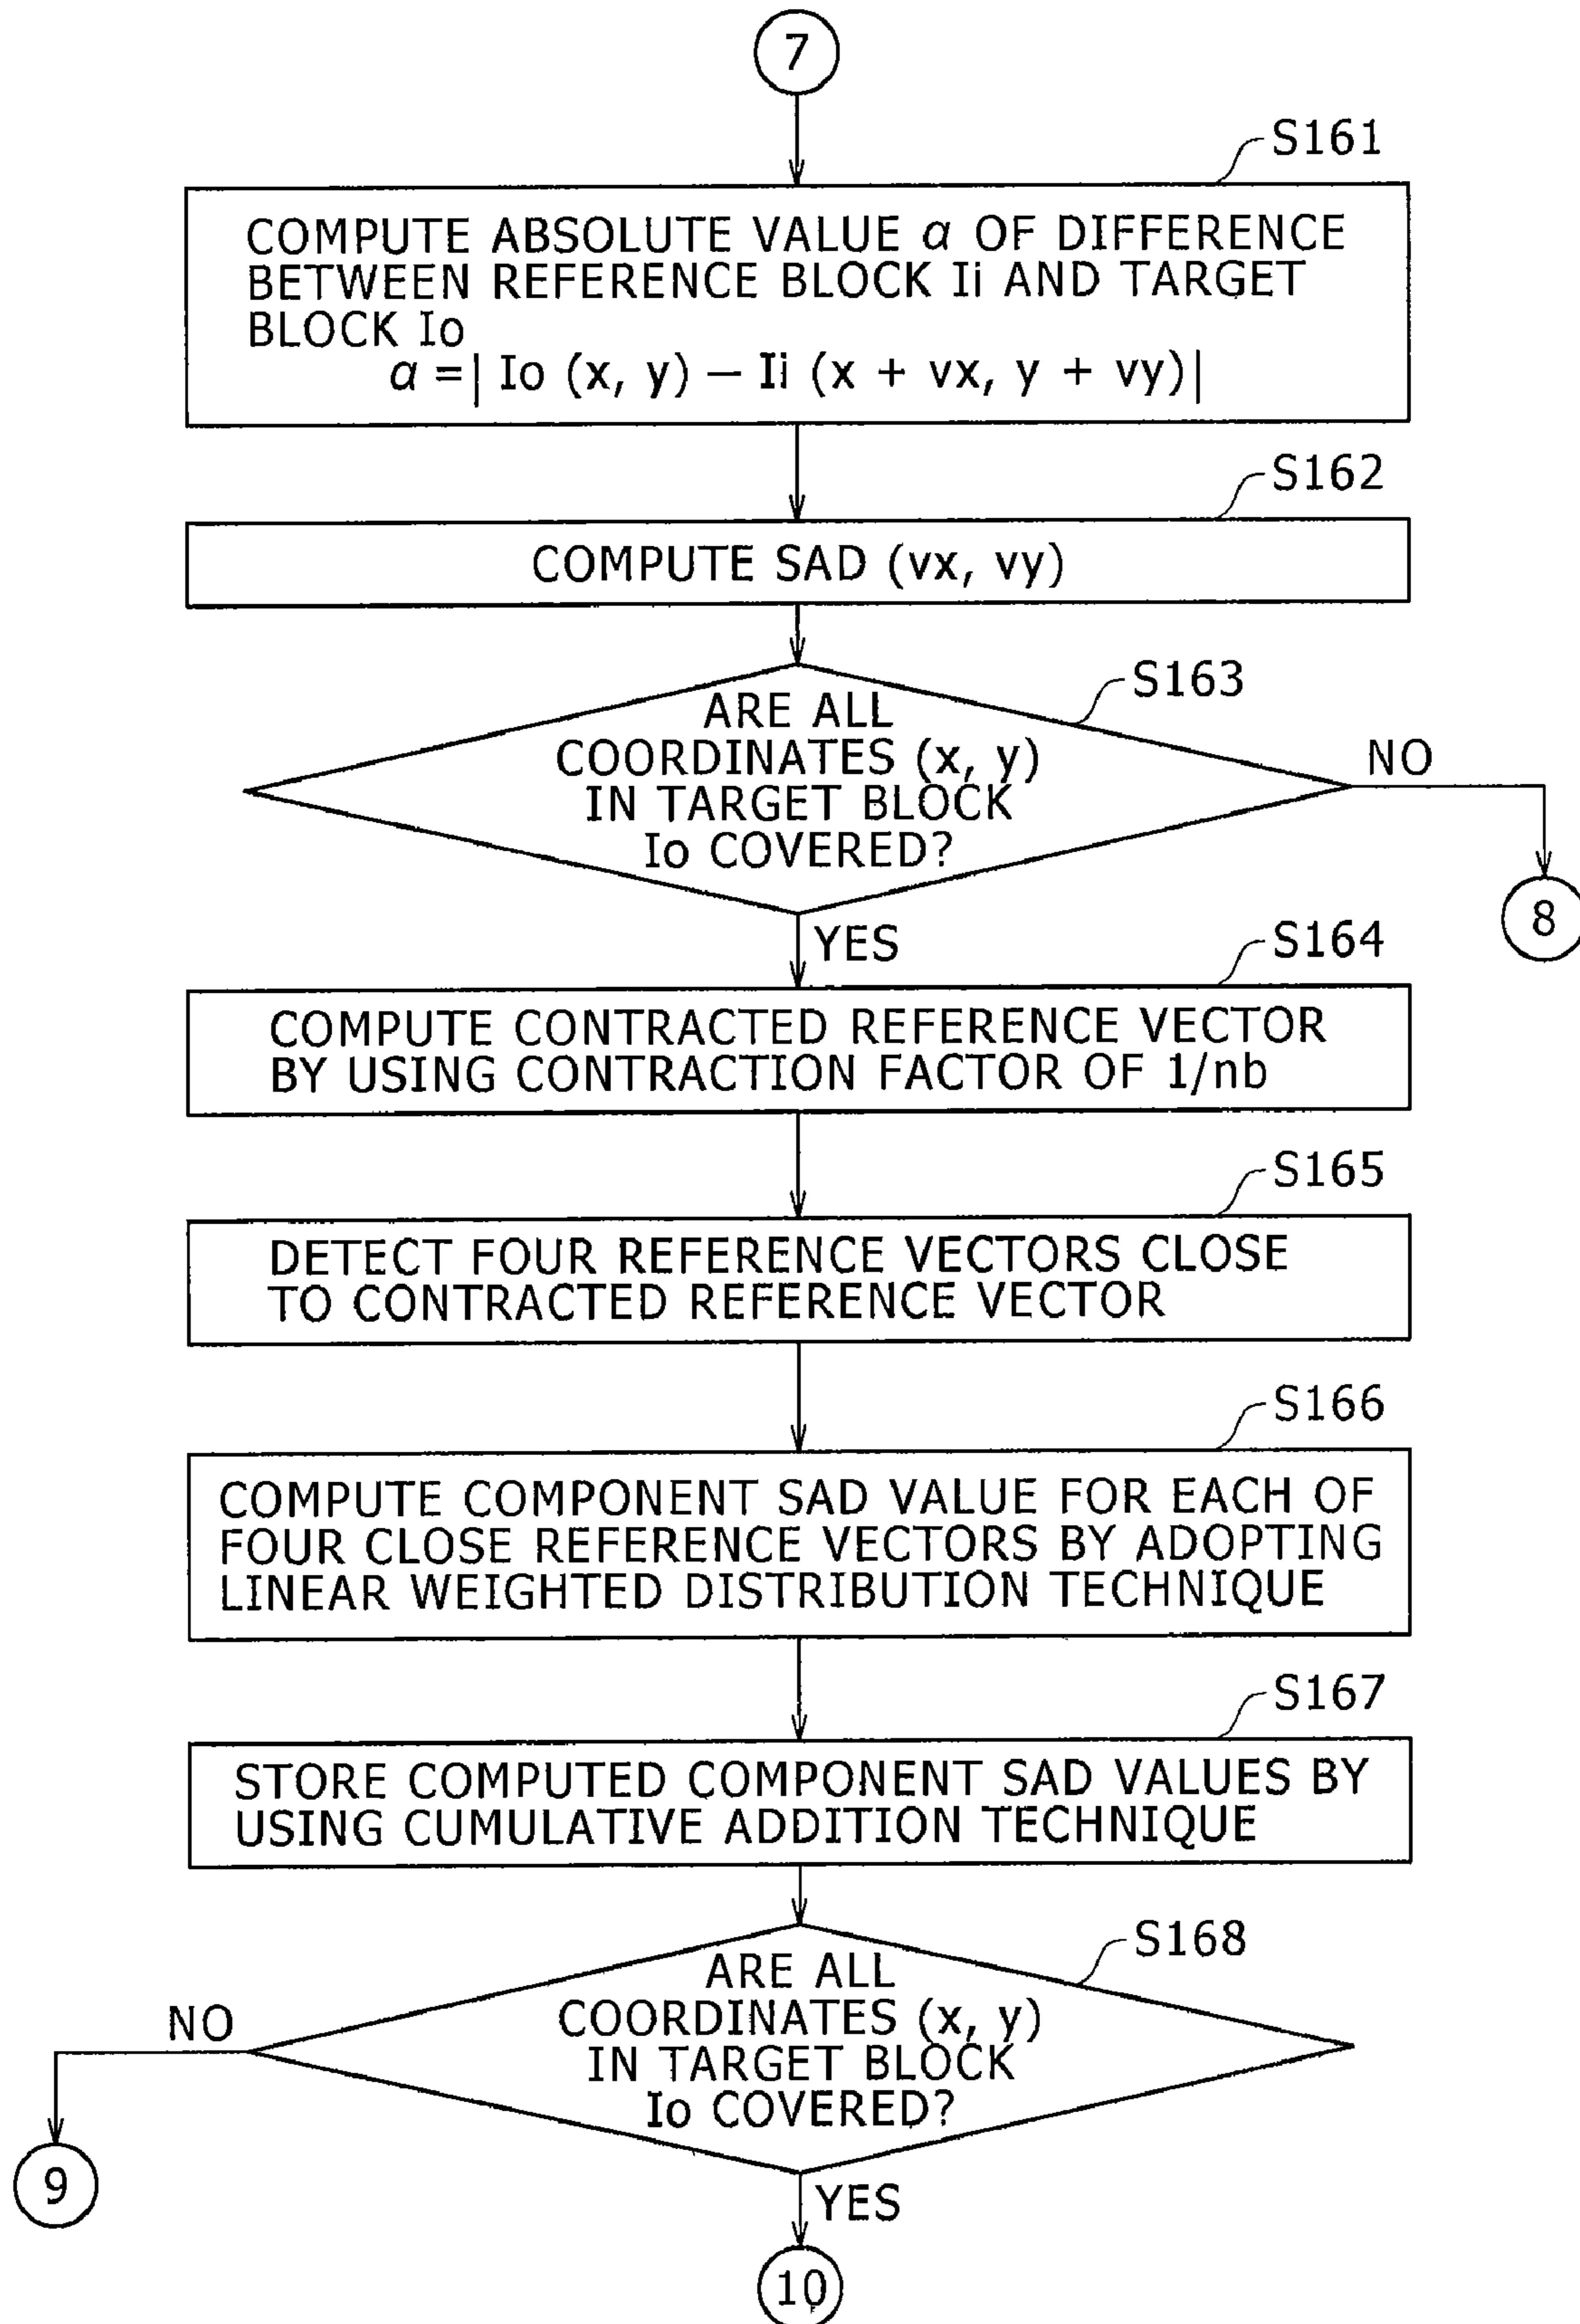 7
S161
COMPUTE ABSOLUTE VALUE α OF DIFFERENCE
BETWEEN REFERENCE BLOCK Ii AND TARGET
BLOCK Io
α =| Io (x, y) – Ii (x + vx, y + vy)|
S162
COMPUTE SAD (vx, vy)
S163
ARE ALL
COORDINATES (x, y)
IN TARGET BLOCK
Io COVERED?
NO
8
YES
S164
COMPUTE CONTRACTED REFERENCE VECTOR
BY USING CONTRACTION FACTOR OF 1/nb
S165
DETECT FOUR REFERENCE VECTORS CLOSE
TO CONTRACTED REFERENCE VECTOR
S166
COMPUTE COMPONENT SAD VALUE FOR EACH OF
FOUR CLOSE REFERENCE VECTORS BY ADOPTING
LINEAR WEIGHTED DISTRIBUTION TECHNIQUE
S167
STORE COMPUTED COMPONENT SAD VALUES BY
USING CUMULATIVE ADDITION TECHNIQUE
S168
ARE ALL
COORDINATES (x, y)
IN TARGET BLOCK
Io COVERED?
NO
9
YES
10